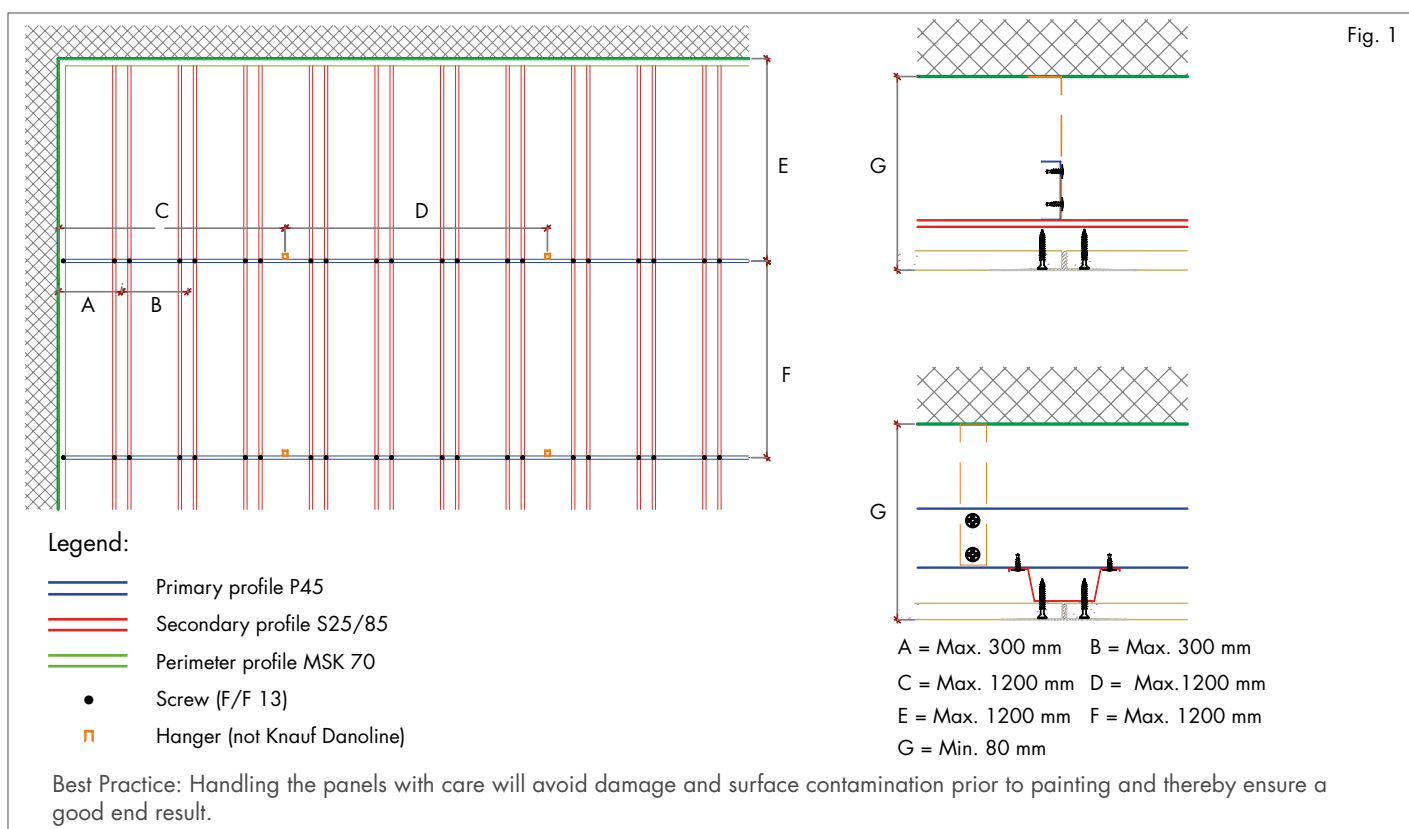 Fig. 1
E
G
C
D
A
B
F
G
Legend:
Primary profile P45
Secondary profile S25/85
Perimeter profile MSK 70
Screw (F/F 13)
Hanger (not Knauf Danoline)
A = Max. 300 mm B = Max. 300 mm
C = Max. 1200 mm D = Max.1200 mm
E = Max. 1200 mm F = Max. 1200 mm
G = Min. 80 mm
Best Practice: Handling the panels with care will avoid damage and surface contamination prior to painting and thereby ensure a
good end result.